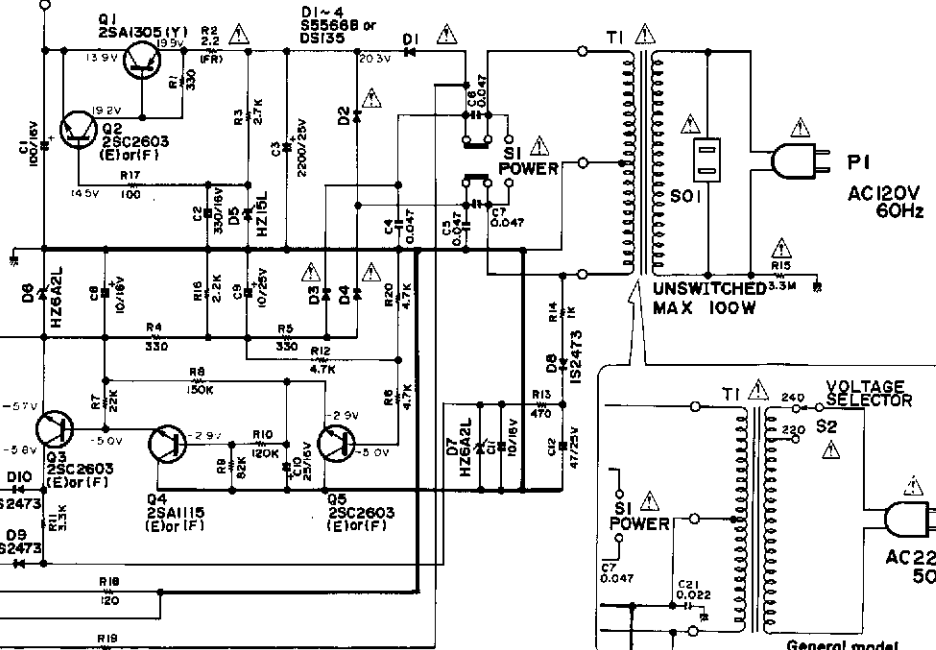 Q1
2SA1305(Y)
19.9V
13.9V
R2
2.2
(FR)
R1
330
D1~4
S5566B or
DS135
D1
20.3V
T1
19.2V
Q2
2SC2603
(E)or(F)
C1
100/16V
+
R3
2.7K
C3
2200/25V
+
D2
C6
0.047
S1
POWER
SO1
P1
AC120V
60Hz
R17
100
14.5V
C2
330/16V
D5
HZ15L
C4
0.047
C5
0.047
C7
0.047
D6
HZ6A2L
C8
10/16V
+
R16
2.2K
C9
10/25V
+
D3
D4
R20
4.7K
R14
1K
D8
1S2473
UNSWITCHED
MAX 100W
R15
3.3M
R4
330
R5
330
R12
4.7K
R8
150K
R7
22K
R6
4.7K
R13
470
-5.7V
-5.0V
-2.9V
-2.9V
-5.0V
R10
120K
R9
82K
C10
25/16V
+
D7
HZ6A2L
C11
10/16V
C12
47/25V
-5.8V
Q3
2SC2603
(E)or(F)
Q4
2SA1115
(E)or(F)
Q5
2SC2603
(E)or(F)
D10
S2473
R11
3.3K
D9
S2473
R18
120
R19
T1
240
220
VOLTAGE
SELECTOR
S2
S1
POWER
C7
0.047
C21
0.022
AC22
50
General model